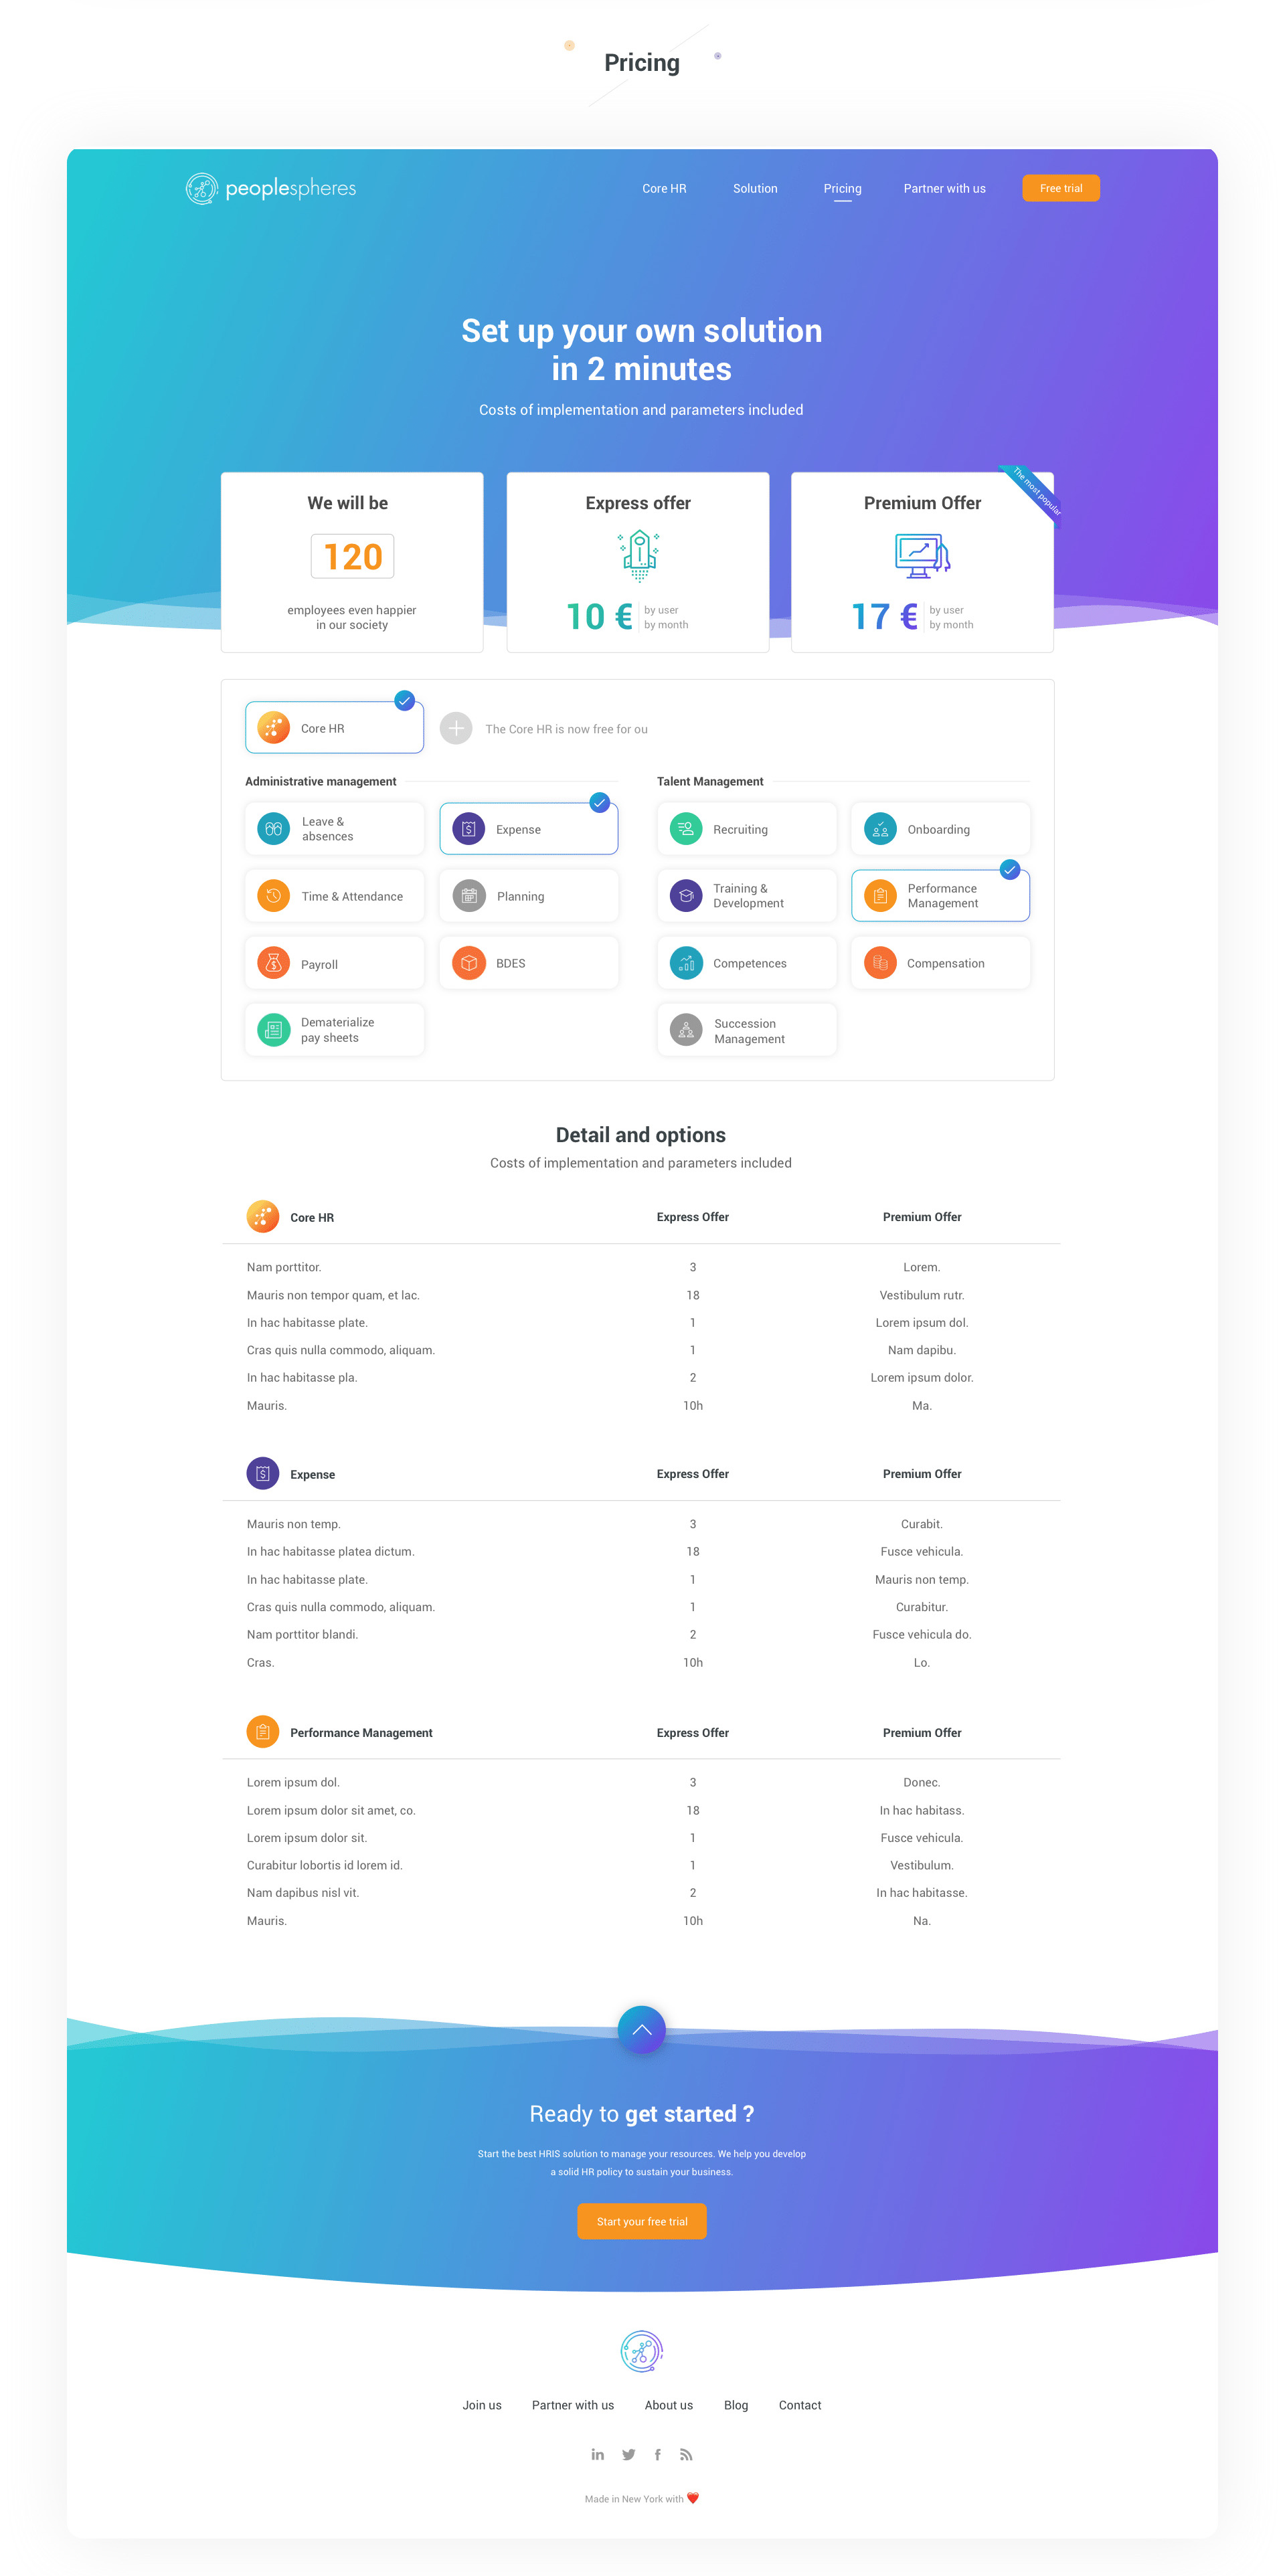 Pricing
peoplespheres
Core HR
Solution
Pricing
Partner with us
Free trial
Set up your own solution
in 2 minutes
Costs of implementation and parameters included
We will be
120
employees even happier
in our society
Express offer
10 €
by user
by month
The most popular
Premium Offer
17 €
by user
by month
Core HR
The Core HR is now free for ou
Administrative management
Leave &
absences
Expense
Time & Attendance
Planning
Payroll
BDES
Dematerialize
pay sheets
Talent Management
Recruiting
Onboarding
Training &
Development
Performance
Management
Competences
Compensation
Succession
Management
Detail and options
Costs of implementation and parameters included
Core HR Express Offer Premium Offer
Nam porttitor. 3 Lorem.
Mauris non tempor quam, et lac. 18 Vestibulum rutr.
In hac habitasse plate. 1 Lorem ipsum dol.
Cras quis nulla commodo, aliquam. 1 Nam dapibu.
In hac habitasse pla. 2 Lorem ipsum dolor.
Mauris. 10h Ma.
Expense Express Offer Premium Offer
Mauris non temp. 3 Curabit.
In hac habitasse platea dictum. 18 Fusce vehicula.
In hac habitasse plate. 1 Mauris non temp.
Cras quis nulla commodo, aliquam. 1 Curabitur.
Nam porttitor blandi. 2 Fusce vehicula do.
Cras. 10h Lo.
Performance Management Express Offer Premium Offer
Lorem ipsum dol. 3 Donec.
Lorem ipsum dolor sit amet, co. 18 In hac habitass.
Lorem ipsum dolor sit. 1 Fusce vehicula.
Curabitur lobortis id lorem id. 1 Vestibulum.
Nam dapibus nisl vit. 2 In hac habitasse.
Mauris. 10h Na.
Ready to get started ?
Start the best HRIS solution to manage your resources. We help you develop
a solid HR policy to sustain your business.
Start your free trial
Join us
Partner with us
About us
Blog
Contact
Made in New York with ❤️